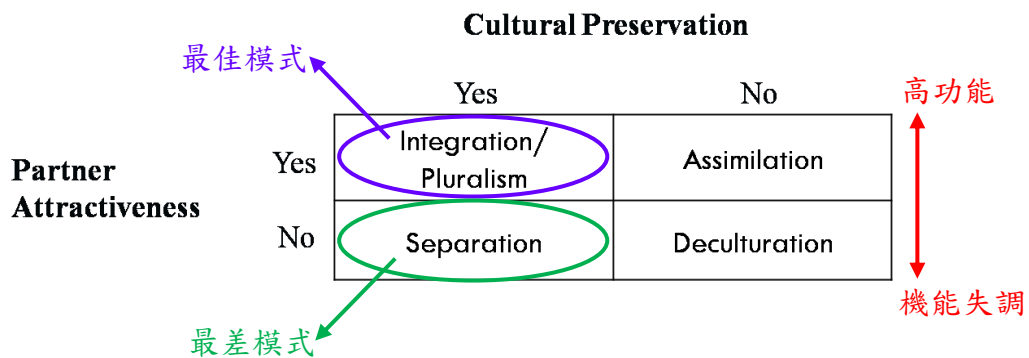 Cultural Preservation
最佳模式
Yes
No
高功能
Partner
Attractiveness
Yes
Integration/
Pluralism
Assimilation
No
Separation
Deculturation
機能失調
最差模式